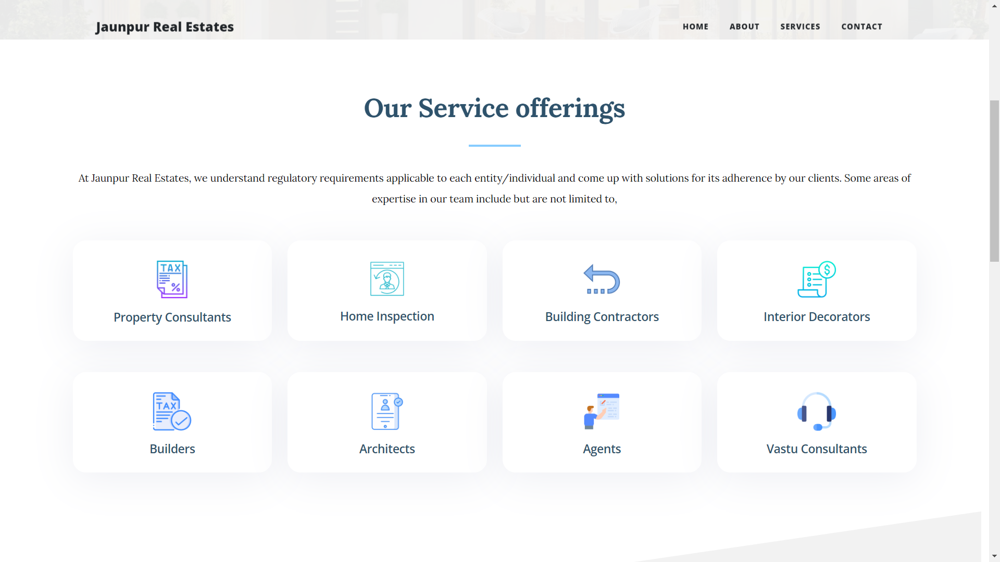 Jaunpur Real Estates
HOME ABOUT SERVICES CONTACT
Our Service offerings
At Jaunpur Real Estates, we understand regulatory requirements applicable to each entity/individual and come up with solutions for its adherence by our clients. Some areas of
expertise in our team include but are not limited to,
TAX
%
$
Property Consultants
Home Inspection
Building Contractors
Interior Decorators
TAX
Builders
Architects
Agents
Vastu Consultants